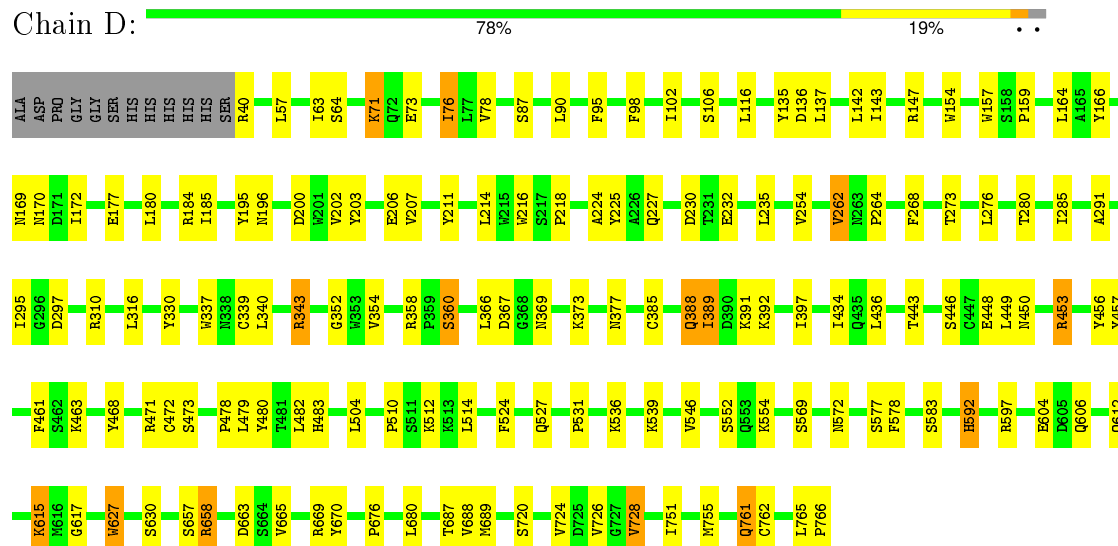 Chain D:
78% 19% • •
ALA ASP PRO GLY GLY SER HIS HIS HIS HIS HIS SER R40 L57 I63 S64 K71 Q72 E73 I76 L77 V78 S87 L90 F95 F98 I102 S106 L116 Y135 D136 L137 L142 I143 R147 W154 W157 S158 P159 L164 A165 Y166
N169 N170 D171 I172 E177 L180 R184 I185 Y195 N196 D200 W201 V202 Y203 E206 V207 Y211 L214 W215 W216 S217 P218 A224 Y225 A226 Q227 D230 T231 E232 L235 V254 V262 N263 P264 F268 T273 L276 T280 I285 A291
I295 G296 D297 R310 L316 Y330 W337 N338 C339 L340 R343 G352 W353 V354 R358 P359 S360 L366 D367 G368 N369 K373 N377 C385 Q388 I389 D390 K391 K392 I397 I434 Q435 L436 T443 S446 C447 E448 L449 N450 R453 Y456 Y457
F461 S462 K463 Y468 R471 C472 S473 P478 L479 Y480 T481 L482 H483 L504 P510 S511 K512 K513 L514 F524 Q527 P531 K536 K539 V546 S552 Q553 K554 S569 N572 S577 F578 S583 H592 R597 E604 D605 Q606
K615 M616 G617 W627 S630 S657 R658 D663 S664 V665 R669 Y670 P676 L680 T687 V688 M689 S720 V724 D725 V726 G727 V728 I751 M755 Q761 C762 L765 P766